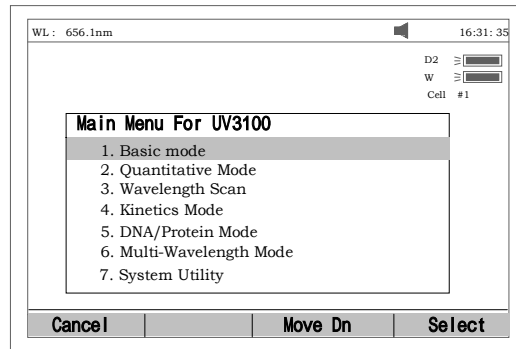 WL: 656.1nm 16:31:35
D2
W
Cell #1
Main Menu For UV3100
1. Basic mode
2. Quantitative Mode
3. Wavelength Scan
4. Kinetics Mode
5. DNA/Protein Mode
6. Multi-Wavelength Mode
7. System Utility
Cancel Move Dn Select